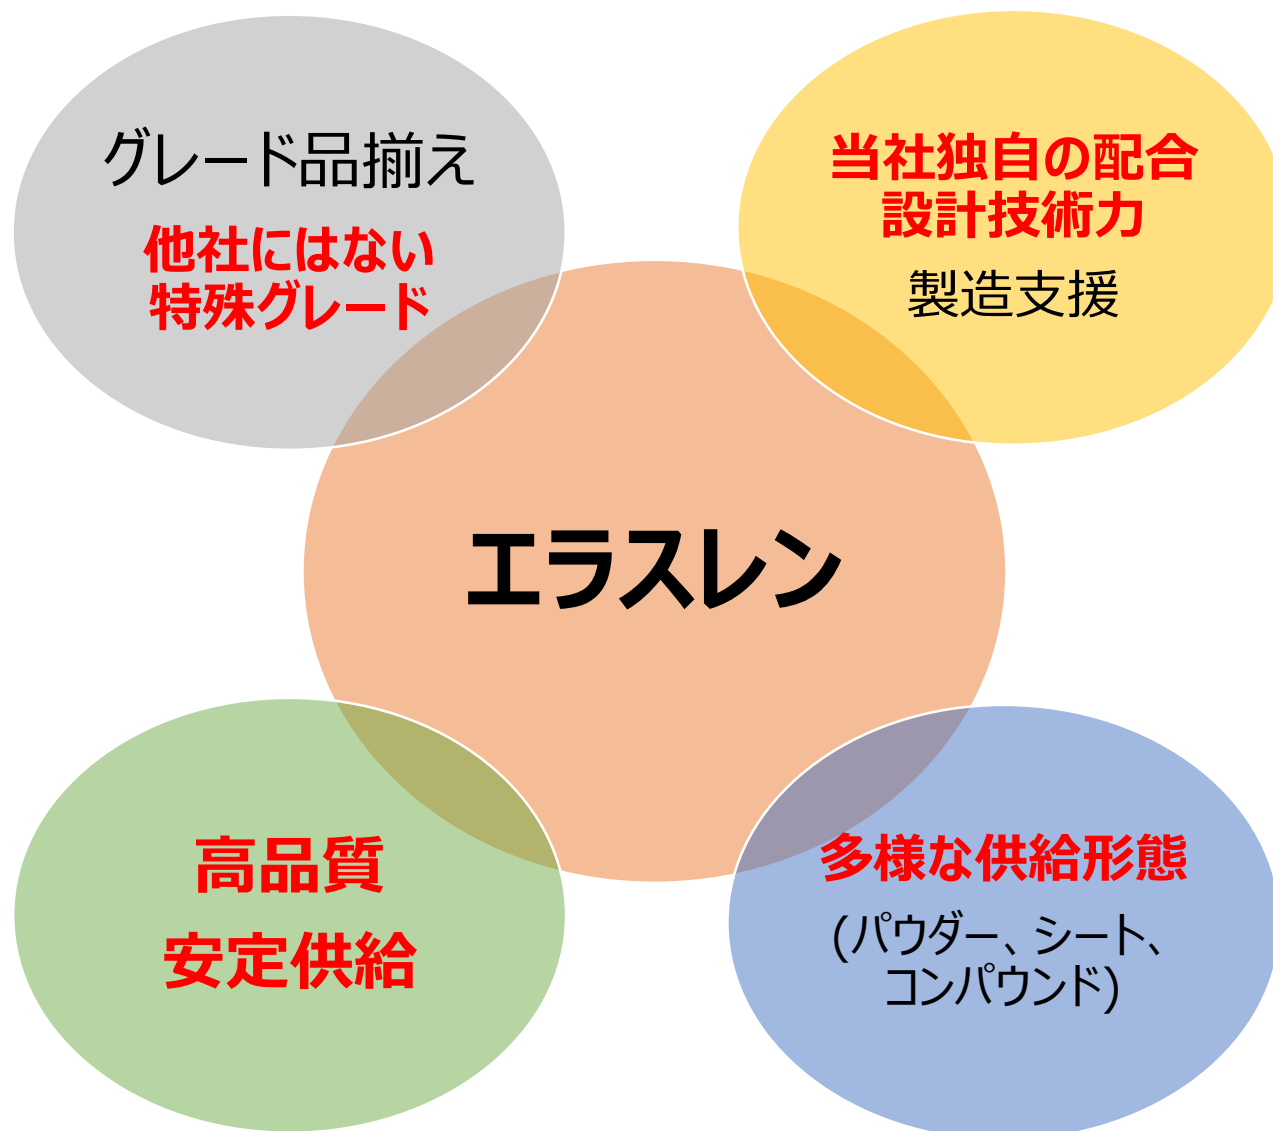 グレード品揃え
他社にはない
特殊グレード
当社独自の配合
設計技術力
製造支援
エラスレン
高品質
安定供給
多様な供給形態
(パウダー、シート、
コンパウンド)